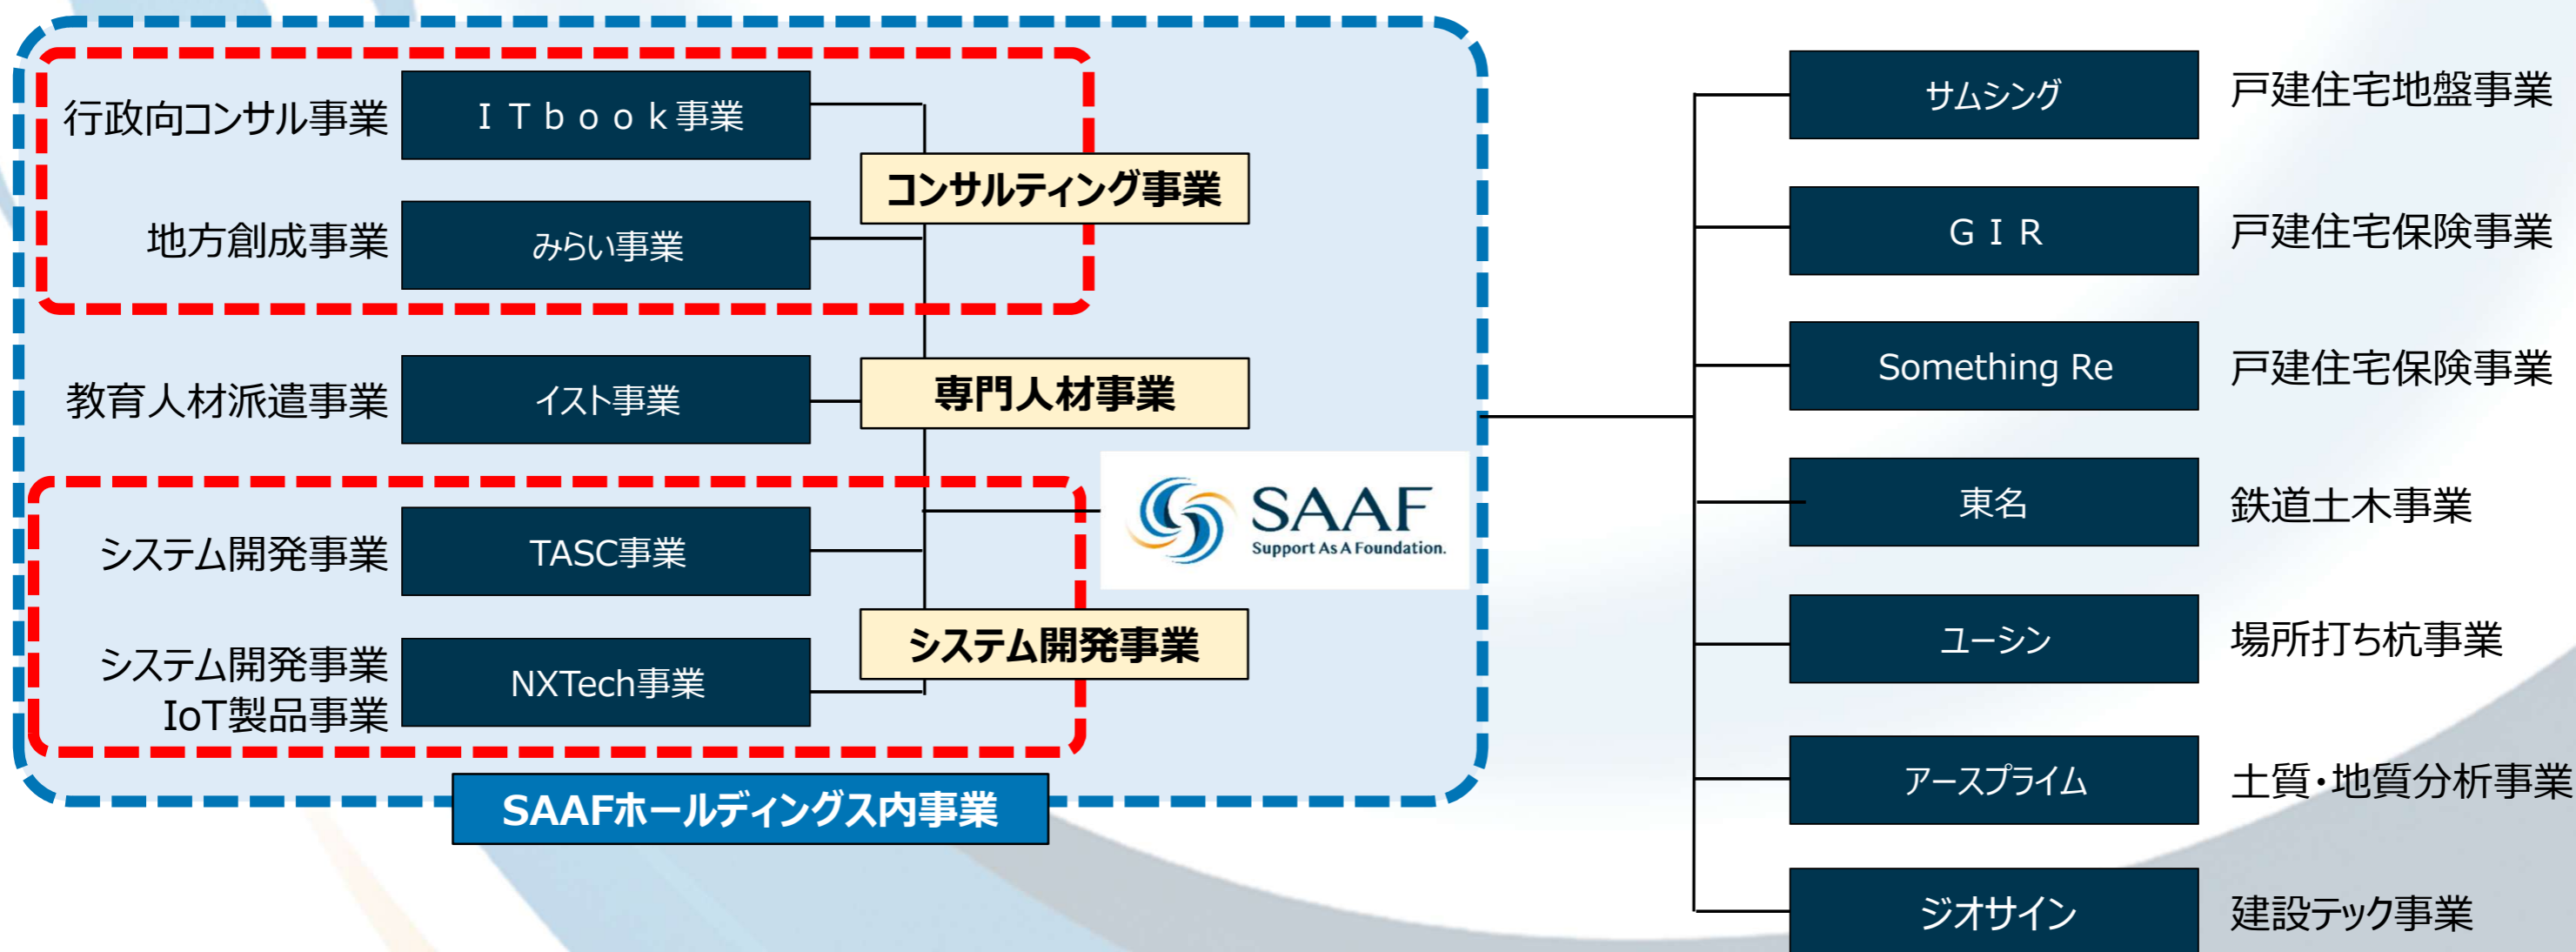 行政向コンサル事業
ＩＴｂｏｏｋ事業
コンサルティング事業
地方創成事業
みらい事業
教育人材派遣事業
イスト事業
専門人材事業
システム開発事業
TASC事業
システム開発事業
IoT製品事業
NXTech事業
システム開発事業
SAAF
Support As A Foundation.
SAAFホールディングス内事業
サムシング
戸建住宅地盤事業
ＧＩＲ
戸建住宅保険事業
Something Re
戸建住宅保険事業
東名
鉄道土木事業
ユーシン
場所打ち杭事業
アースプライム
土質・地質分析事業
ジオサイン
建設テック事業